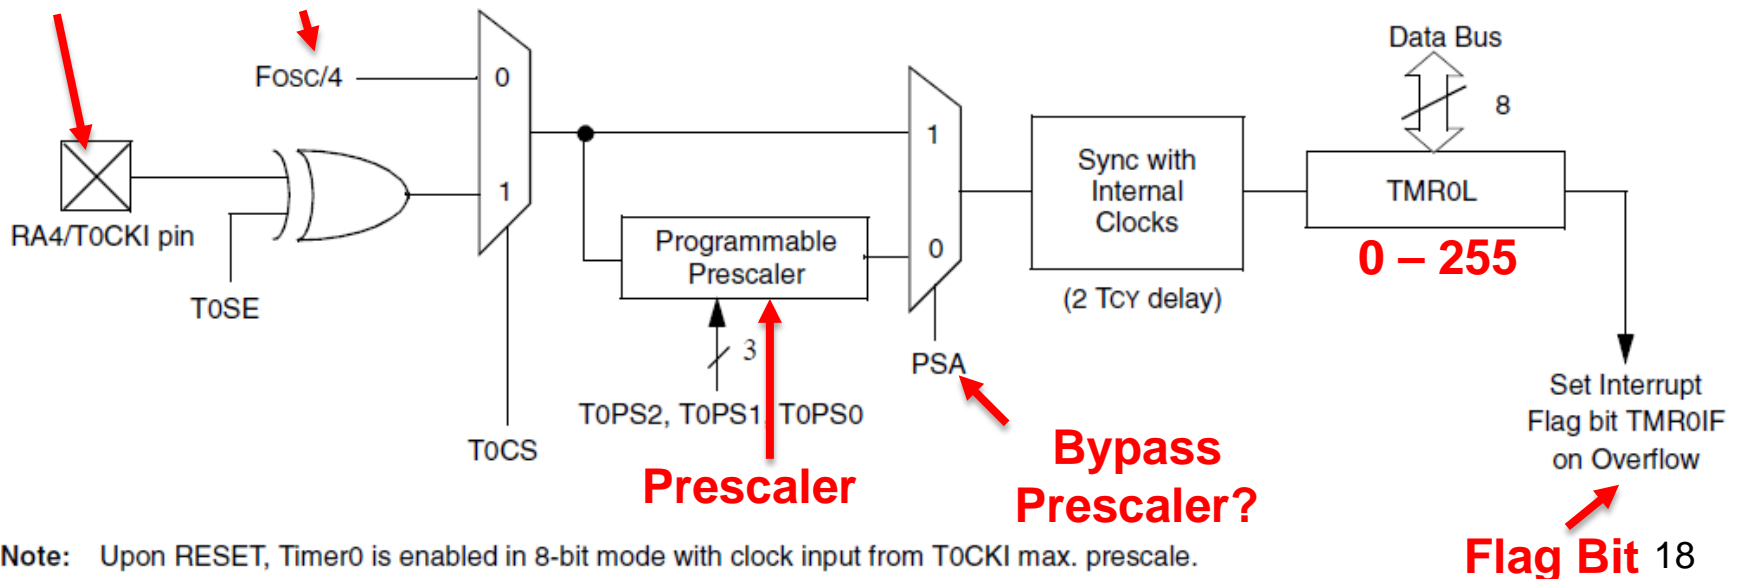 Data Bus
FOSC/4
0
8
1
1
Sync with
Internal
Clocks
TMR0L
RA4/T0CKI pin
Programmable
Prescaler
0
0 – 255
T0SE
(2 TCY delay)
3
PSA
Set Interrupt
Flag bit TMR0IF
on Overflow
T0PS2, T0PS1, T0PS0
T0CS
Prescaler
Bypass
Prescaler?
Flag Bit 18
Note: Upon RESET, Timer0 is enabled in 8-bit mode with clock input from T0CKI max. prescale.